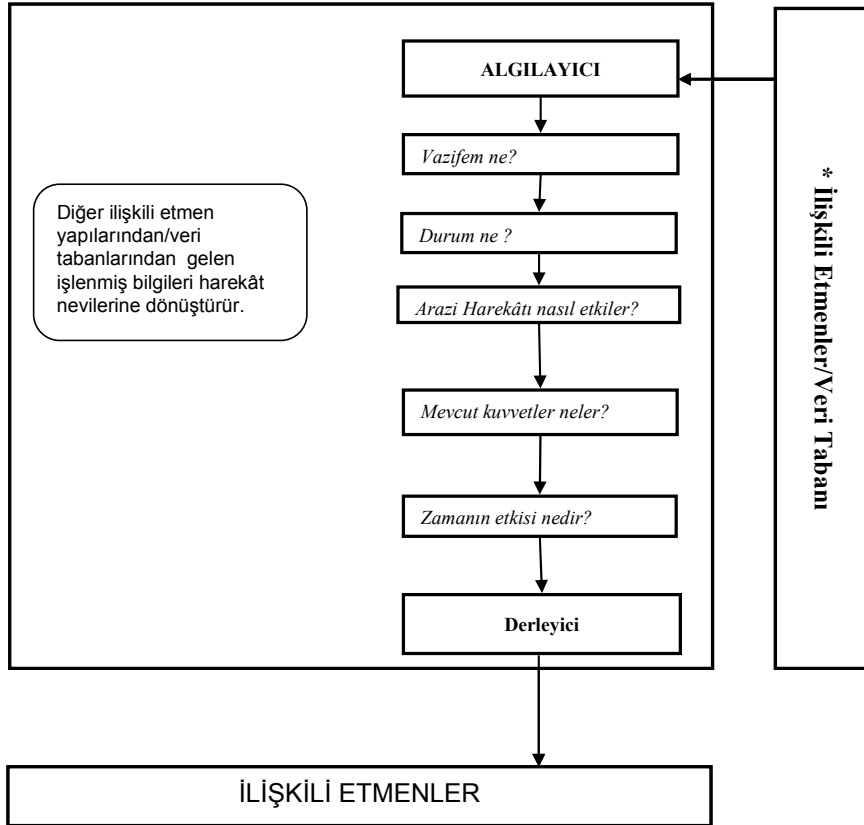 ALGILAYICI
Vazifem ne?
Durum ne ?
Arazi Harekâtı nasıl etkiler?
Mevcut kuvvetler neler?
Zamanın etkisi nedir?
Derleyici
Diğer ilişkili etmen
yapılarından/veri
tabanlarından gelen
işlenmiş bilgileri harekât
nevilerine dönüştürür.
* İlişkili Etmenler/Veri Tabanı
İLİŞKİLİ ETMENLER